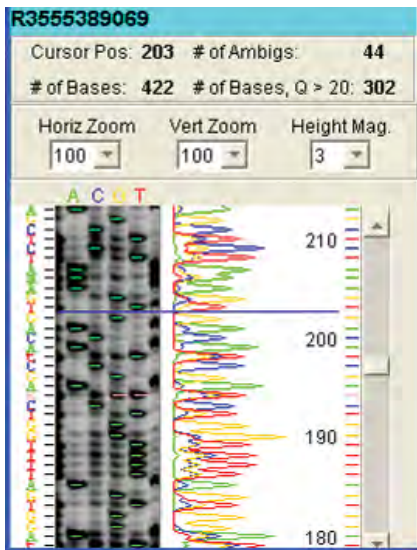 R3555389069
Cursor Pos: 203 # of Ambigs: 44
# of Bases: 422 # of Bases, Q > 20: 302
Horiz Zoom Vert Zoom Height Mag.
100 100 3
A C G T
210
200
190
180